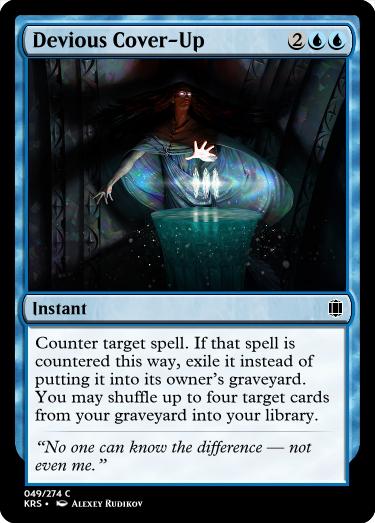 Devious Cover-Up 2
Instant
Counter target spell. If that spell is
countered this way, exile it instead of
putting it into its owner's graveyard.
You may shuffle up to four target cards
from your graveyard into your library.
“No one can know the difference — not
even me.”
049/274 C
KRS • Alexey Rudikov